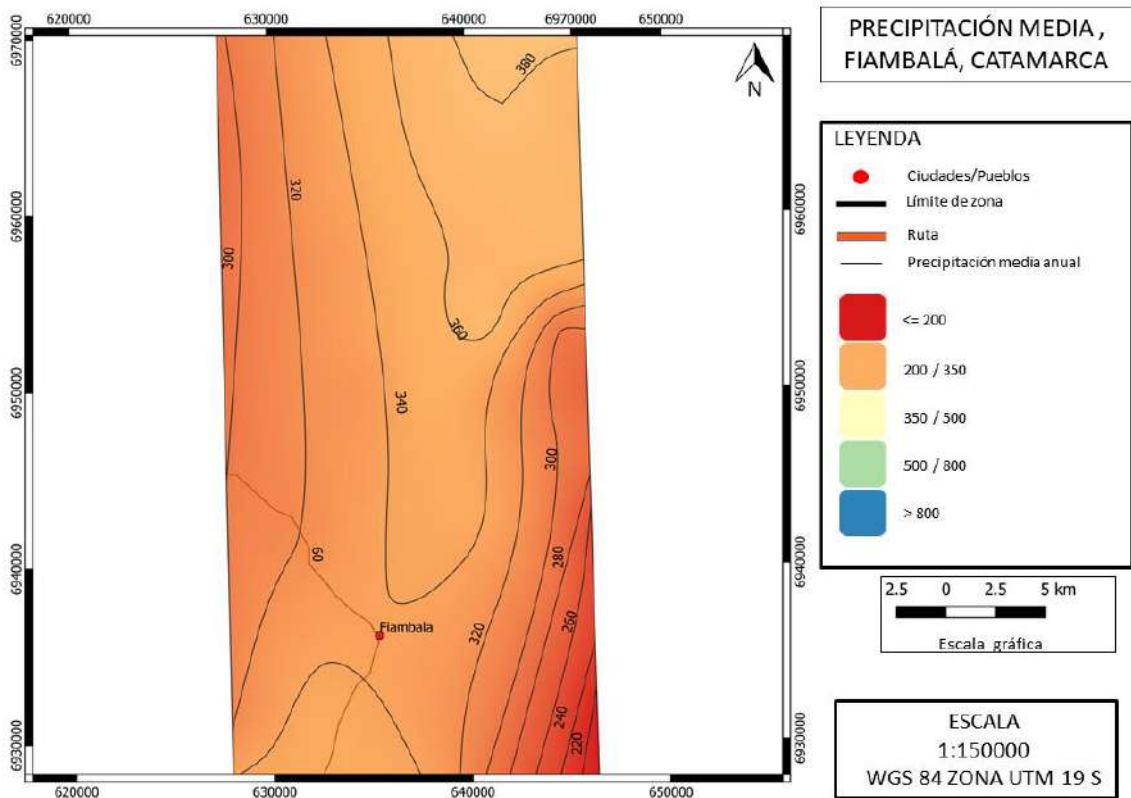 620000
630000
640000
6970000
650000
PRECIPITACIÓN MEDIA ,
FIAMBALÁ, CATAMARCA
N
LEYENDA
Ciudades/Pueblos
Límite de zona
Ruta
Precipitación media anual
<= 200
200 / 350
350 / 500
500 / 800
> 800
2.5 0 2.5 5 km
Escala gráfica
ESCALA
1:150000
WGS 84 ZONA UTM 19 S
6970000
6960000
6950000
6940000
6930000
6960000
6950000
6940000
6930000
380
320
300
360
340
300
280
60
320
260
Fiambala
240
220
620000
630000
640000
650000